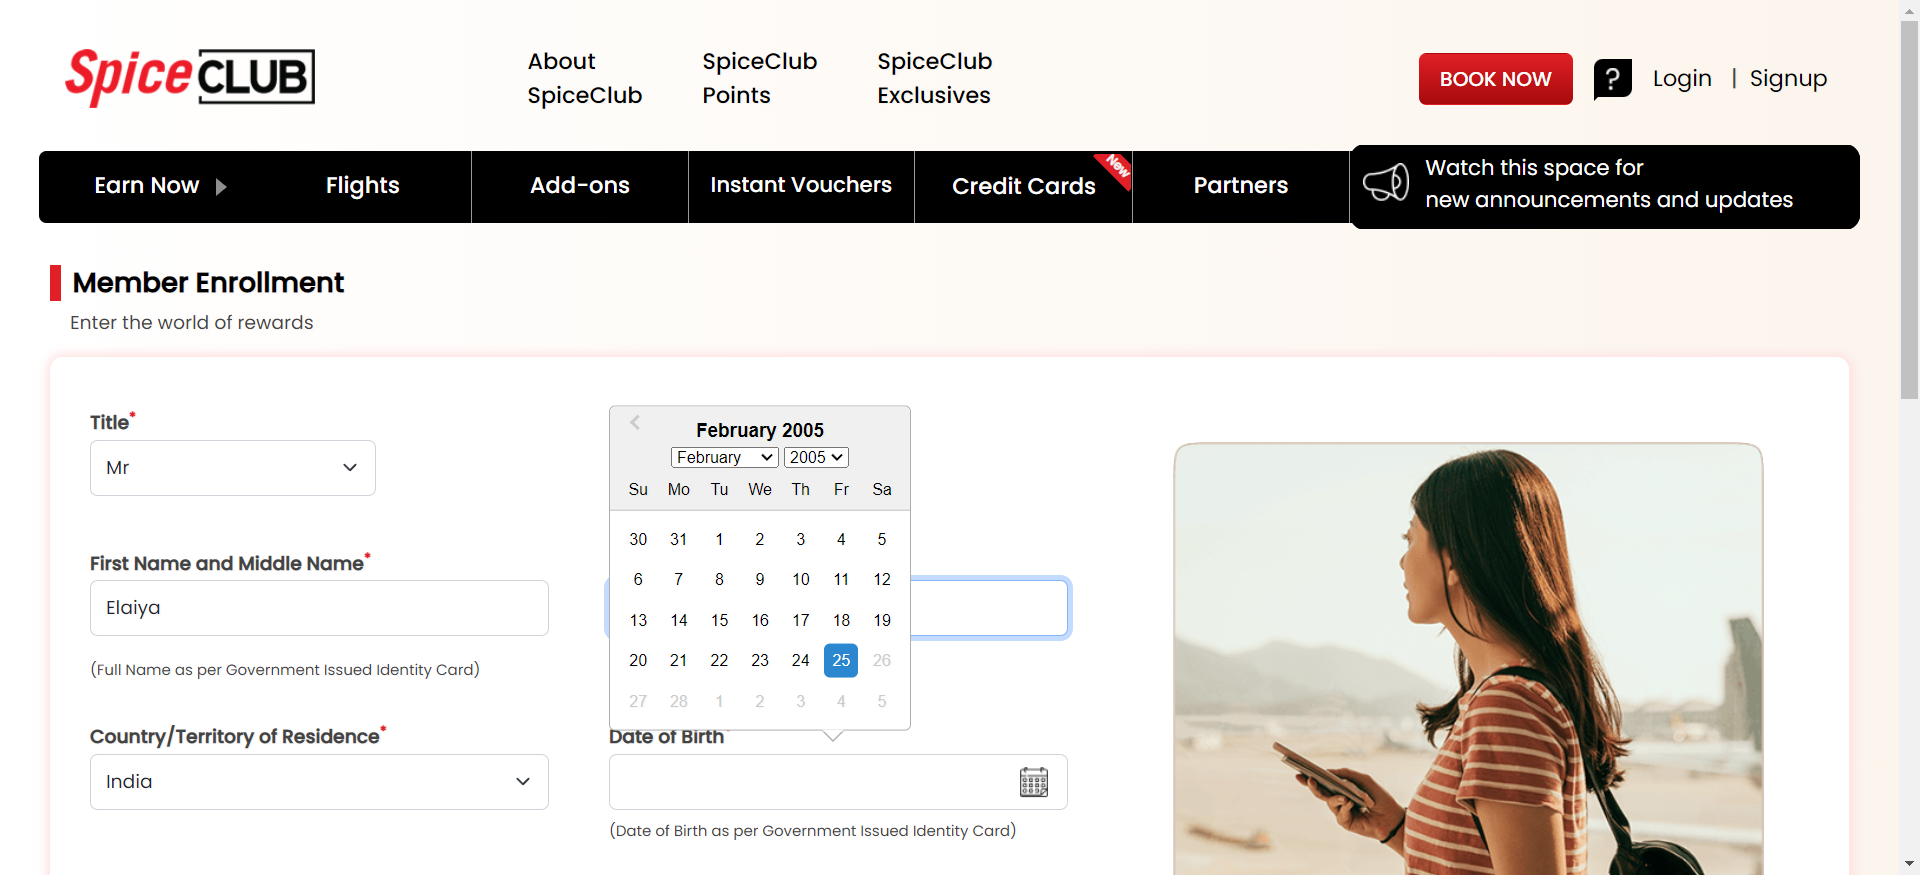 Spice CLUB
About SpiceClub
SpiceClub Points
SpiceClub Exclusives
BOOK NOW
?
Login | Signup
Earn Now
Flights
Add-ons
Instant Vouchers
Credit Cards
New
Partners
Watch this space for
new announcements and updates
Member Enrollment
Enter the world of rewards
Title*
Mr
February 2005
February 2005
Su Mo Tu We Th Fr Sa
30 31 1 2 3 4 5
6 7 8 9 10 11 12
13 14 15 16 17 18 19
20 21 22 23 24 25 26
27 28 1 2 3 4 5
First Name and Middle Name*
Elaiya
(Full Name as per Government Issued Identity Card)
Country/Territory of Residence*
India
Date of Birth
(Date of Birth as per Government Issued Identity Card)